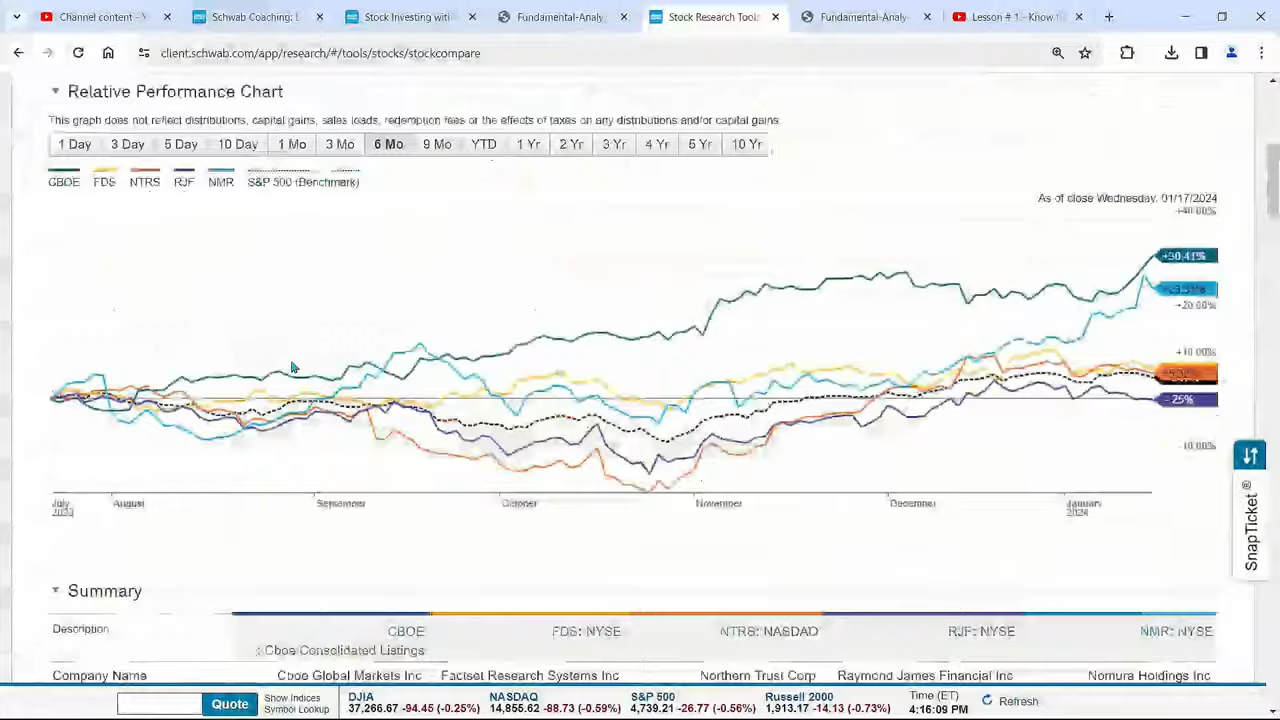 Channel content - Y
Schwab Coaching: L
Stocks: Testing with
Fundamental-Analy
Stock Research Tools
Fundamental-Analy
Lesson # 1 - Know t
client.schwab.com/app/research/#/tools/stocks/stockcompare
Relative Performance Chart
This graph does not reflect distributions, capital gains, sales loads, redemption fees or the effects of taxes on any distributions and/or capital gains
1 Day 3 Day 5 Day 10 Day 1 Mo 3 Mo 6 Mo 9 Mo YTD 1 Yr 2 Yr 3 Yr 4 Yr 5 Yr 10 Yr
CBOE FDS NTRS RJF NMR S&P 500 (Benchmark)
As of close Wednesday, 01/17/2024
+40.00%
+30.41%
+20.00%
+10.00%
-.25%
-10.00%
July 2023
August
September
October
November
December
January 2024
SnapTicket ®
Summary
Description CBOE FDS: NYSE NTRS: NASDAQ RJF: NYSE NMR: NYSE
: Cboe Consolidated Listings
Company Name Cboe Global Markets Inc Factset Research Systems Inc Northern Trust Corp Raymond James Financial Inc Nomura Holdings Inc
Quote
Show Indices
Symbol Lookup
DJIA
37,266.67 -94.45 (-0.25%)
NASDAQ
14,855.62 -88.73 (-0.59%)
S&P 500
4,739.21 -26.77 (-0.56%)
Russell 2000
1,913.17 -14.13 (-0.73%)
Time (ET)
4:16:09 PM
Refresh